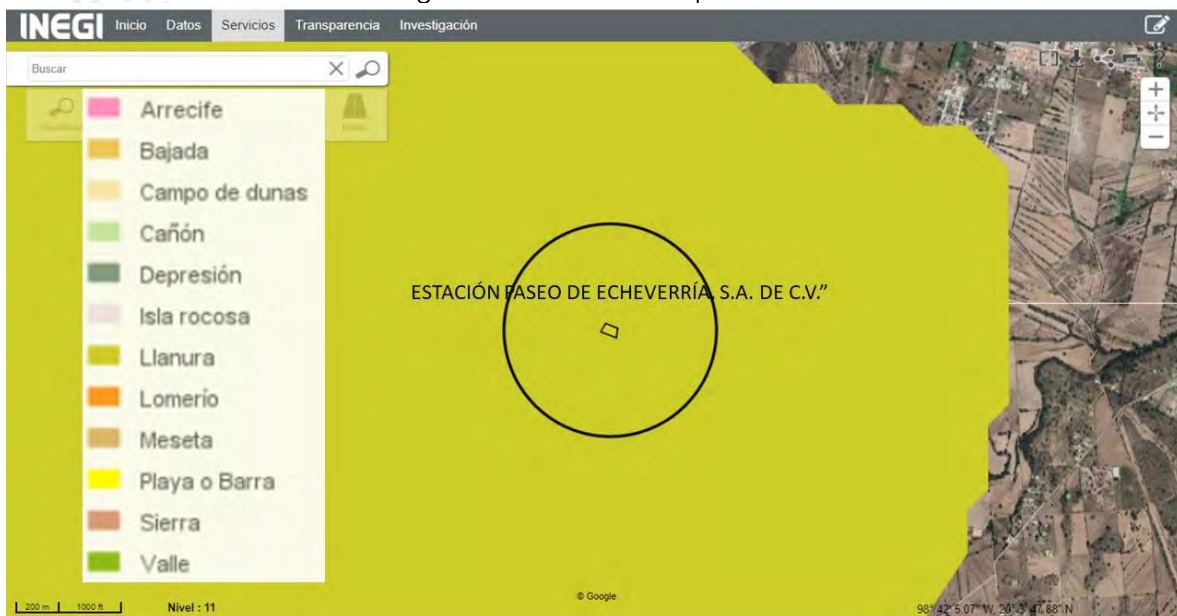 INEGI Inicio Datos Servicios Transparencia Investigación
Buscar
Arrecife
Bajada
Campo de dunas
Cañón
Depresión
Isla rocosa
Llanura
Lomerío
Meseta
Playa o Barra
Sierra
Valle
ESTACIÓN PASEO DE ECHEVERRÍA, S.A. DE C.V.”
200 m 1000 ft Nivel : 11
© Google